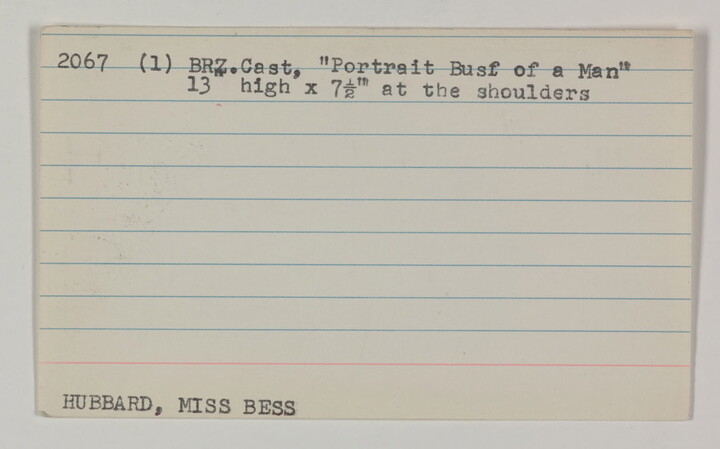 2067 (1) BRZ.Cast, "Portrait Busf of a Man"
13 high x 7½" at the shoulders
HUBBARD, MISS BESS